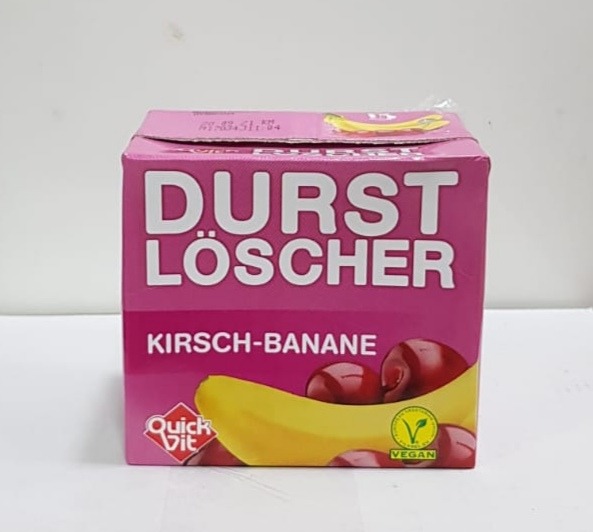 DURST
LÖSCHER
KIRSCH-BANANE
Quick
Vit
VEGAN